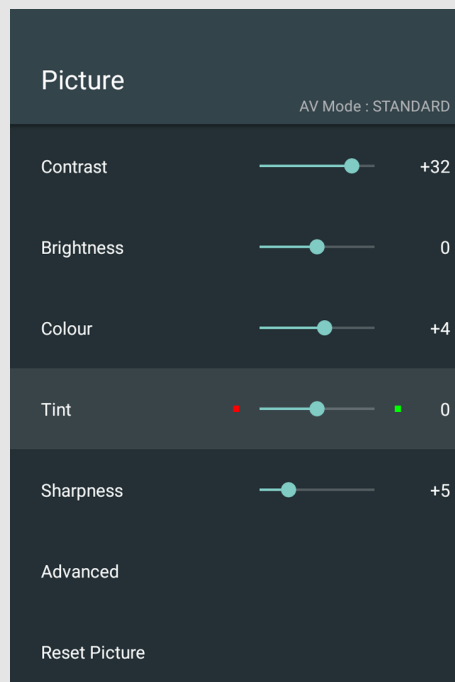 Picture
AV Mode : STANDARD
Contrast +32
Brightness 0
Colour +4
Tint 0
Sharpness +5
Advanced
Reset Picture